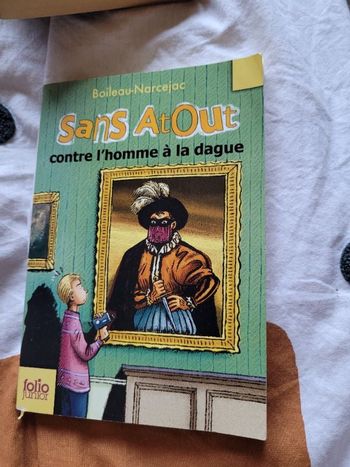 Boileau-Narcejac
Sans Atout
contre l'homme à la dague
folio
junior